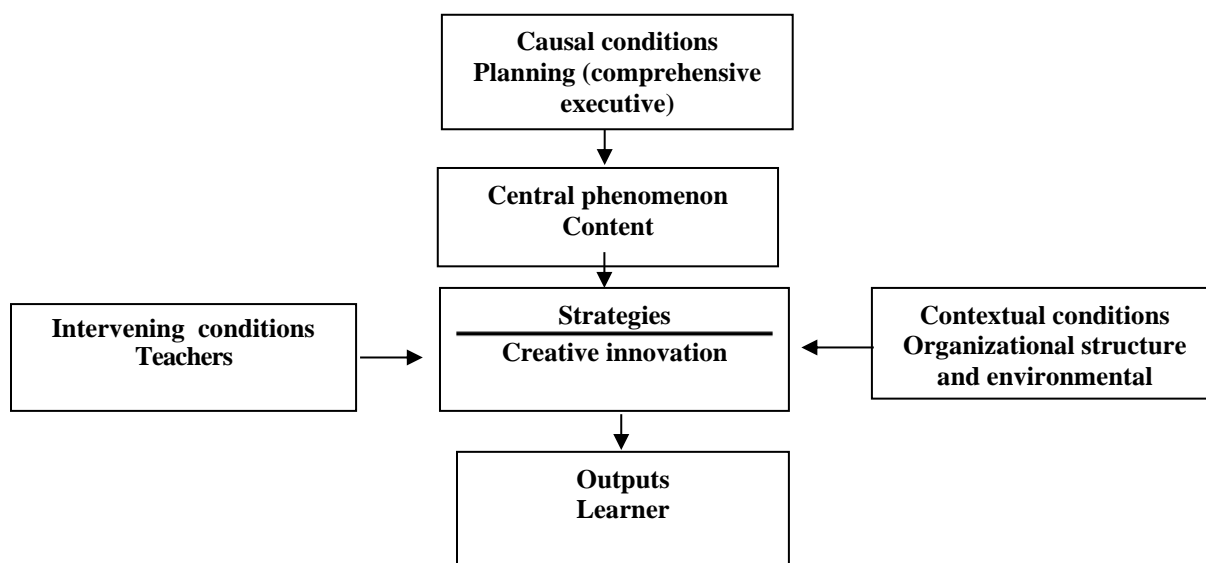 Causal conditions
Planning (comprehensive
executive)
Central phenomenon
Content
Intervening conditions
Teachers
Strategies
Creative innovation
Contextual conditions
Organizational structure
and environmental
Outputs
Learner